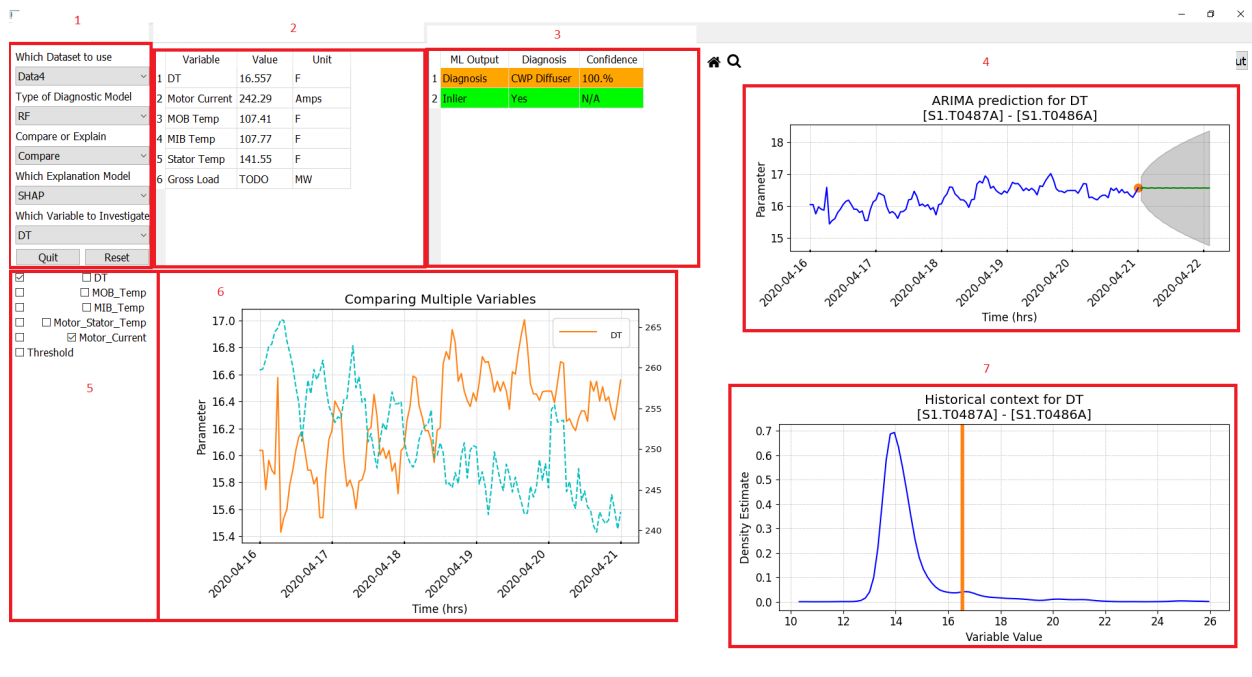 1
2
3
4
ut
Which Dataset to use
Data4
Type of Diagnostic Model
RF
Compare or Explain
Compare
Which Explanation Model
SHAP
Which Variable to Investigate
DT
Quit Reset
Variable Value Unit
1 DT 16.557 F
2 Motor Current 242.29 Amps
3 MOB Temp 107.41 F
4 MIB Temp 107.77 F
5 Stator Temp 141.55 F
6 Gross Load TODO MW
ML Output Diagnosis Confidence
1 Diagnosis CWP Diffuser 100.%
2 Inlier Yes N/A
ARIMA prediction for DT
[S1.T0487A] - [S1.T0486A]
18
17
16
15
Parameter
2020-04-16 2020-04-17 2020-04-18 2020-04-19 2020-04-20 2020-04-21 2020-04-22
Time (hrs)
DT
MOB_Temp
MIB_Temp
Motor_Stator_Temp
Motor_Current
Threshold
5
6
Comparing Multiple Variables
DT
17.0
16.8
16.6
16.4
16.2
16.0
15.8
15.6
15.4
Parameter
265
260
255
250
245
240
2020-04-16 2020-04-17 2020-04-18 2020-04-19 2020-04-20 2020-04-21
Time (hrs)
7
Historical context for DT
[S1.T0487A] - [S1.T0486A]
0.7
0.6
0.5
0.4
0.3
0.2
0.1
0.0
Density Estimate
10 12 14 16 18 20 22 24 26
Variable Value